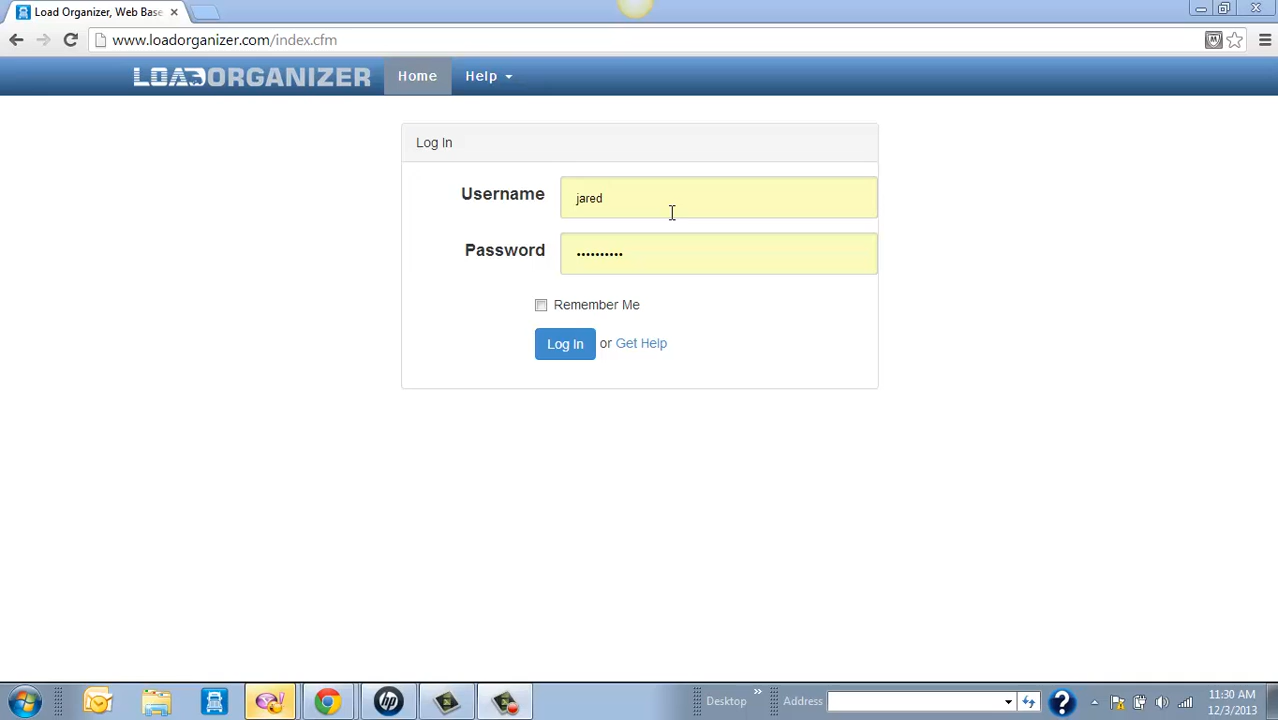 Load Organizer, Web Base
www.loadorganizer.com/index.cfm
LOADORGANIZER
Home
Help
Log In
Username
jared
Password
••••••••••
Remember Me
Log In or Get Help
Desktop
Address
11:30 AM
12/3/2013